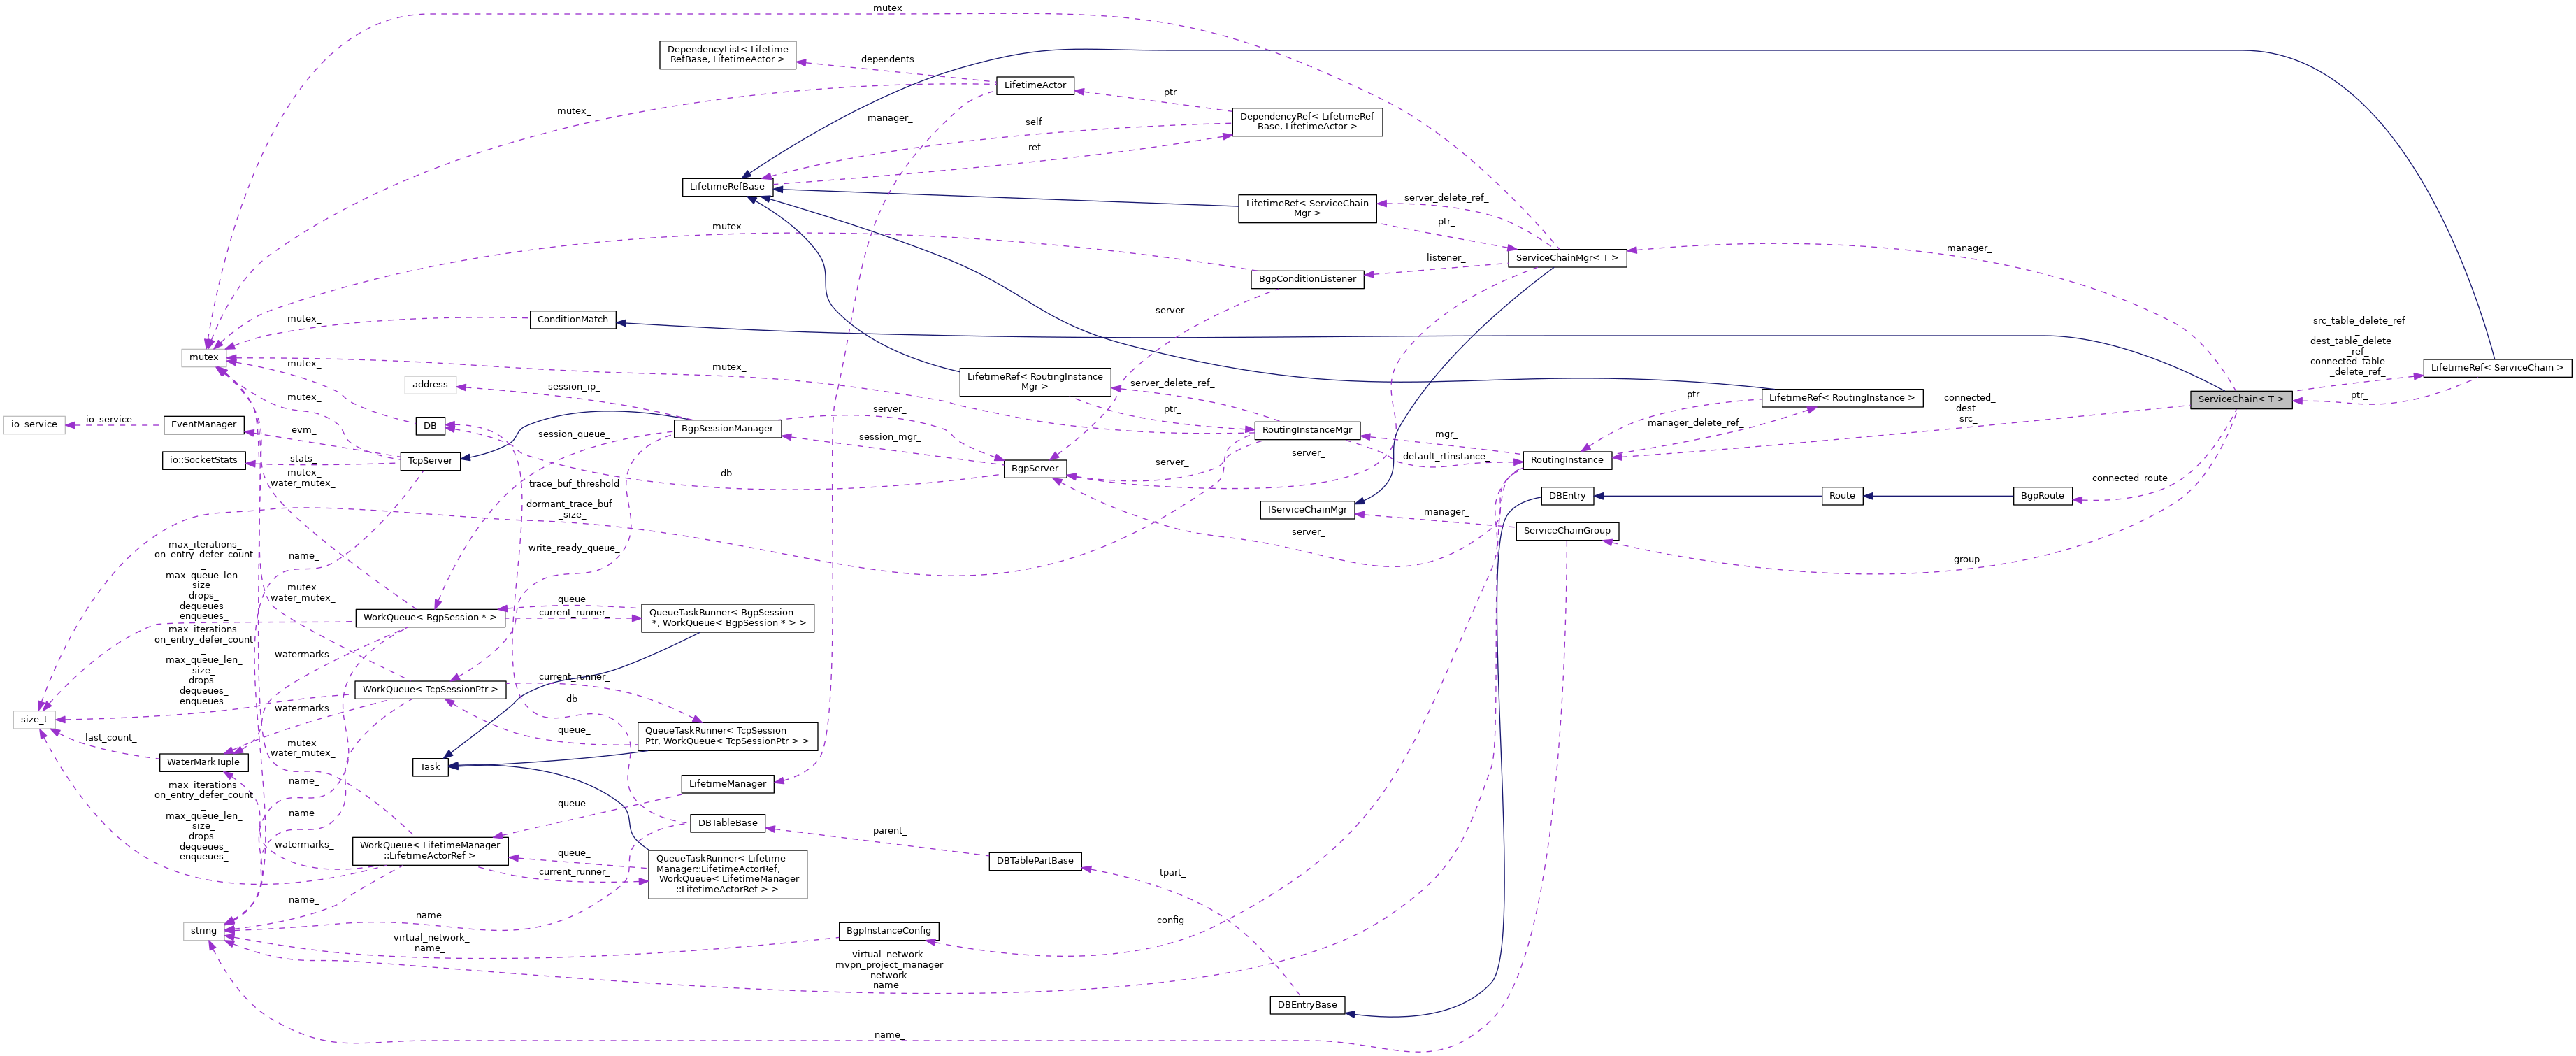 mutex_
DependencyList< Lifetime
RefBase, LifetimeActor >
dependents_
LifetimeActor
ptr_
mutex_
manager_
DependencyRef< LifetimeRef
Base, LifetimeActor >
self_
ref_
LifetimeRefBase
LifetimeRef< ServiceChain
Mgr >
server_delete_ref_
ptr_
mutex_
manager_
ServiceChainMgr< T >
listener_
BgpConditionListener
server_
ConditionMatch
mutex_
src_table_delete_ref
_
dest_table_delete
_ref_
connected_table
_delete_ref_
mutex
mutex_
mutex_
LifetimeRef< ServiceChain >
address
session_ip_
LifetimeRef< RoutingInstance
Mgr >
server_delete_ref_
ptr_
ptr_
LifetimeRef< RoutingInstance >
connected_
dest_
src_
ServiceChain< T >
ptr_
mutex_
server_
manager_delete_ref_
io_service
io_service_
EventManager
evm_
DB
BgpSessionManager
session_queue_
session_mgr_
RoutingInstanceMgr
mgr_
io::SocketStats
stats_
TcpServer
BgpServer
server_
server_
default_rtinstance_
RoutingInstance
db_
mutex_
water_mutex_
trace_buf_threshold
_
dormant_trace_buf
_size_
connected_route_
DBEntry
Route
BgpRoute
IServiceChainMgr
manager_
ServiceChainGroup
server_
write_ready_queue_
name_
group_
max_iterations_
on_entry_defer_count
_
max_queue_len_
size_
drops_
dequeues_
enqueues_
mutex_
water_mutex_
WorkQueue< BgpSession * >
queue_
current_runner_
QueueTaskRunner< BgpSession
*, WorkQueue< BgpSession * > >
max_iterations_
on_entry_defer_count
_
max_queue_len_
size_
drops_
dequeues_
enqueues_
watermarks_
current_runner_
WorkQueue< TcpSessionPtr >
db_
watermarks_
size_t
last_count_
queue_
QueueTaskRunner< TcpSession
Ptr, WorkQueue< TcpSessionPtr > >
mutex_
water_mutex_
WaterMarkTuple
Task
name_
LifetimeManager
max_iterations_
on_entry_defer_count
_
max_queue_len_
size_
drops_
dequeues_
enqueues_
name_
queue_
DBTableBase
parent_
watermarks_
WorkQueue< LifetimeManager
::LifetimeActorRef >
queue_
current_runner_
QueueTaskRunner< Lifetime
Manager::LifetimeActorRef,
WorkQueue< LifetimeManager
::LifetimeActorRef > >
DBTablePartBase
tpart_
name_
name_
string
BgpInstanceConfig
config_
virtual_network_
name_
virtual_network_
mvpn_project_manager
_network_
name_
DBEntryBase
name_